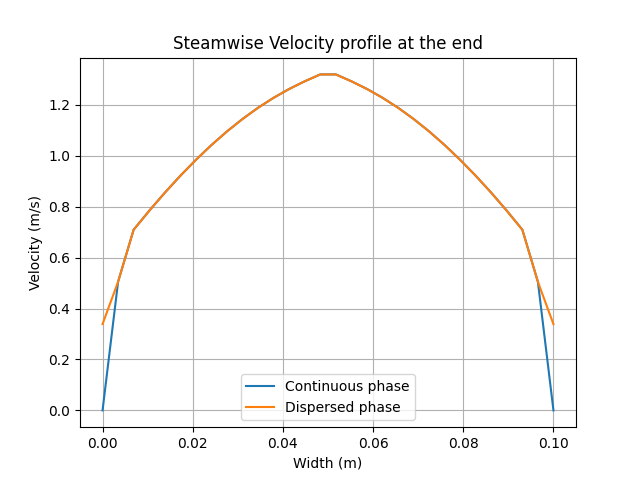 Steamwise Velocity profile at the end
Velocity (m/s)
1.2
1.0
0.8
0.6
0.4
0.2
0.0
Continuous phase
Dispersed phase
0.00 0.02 0.04 0.06 0.08 0.10
Width (m)